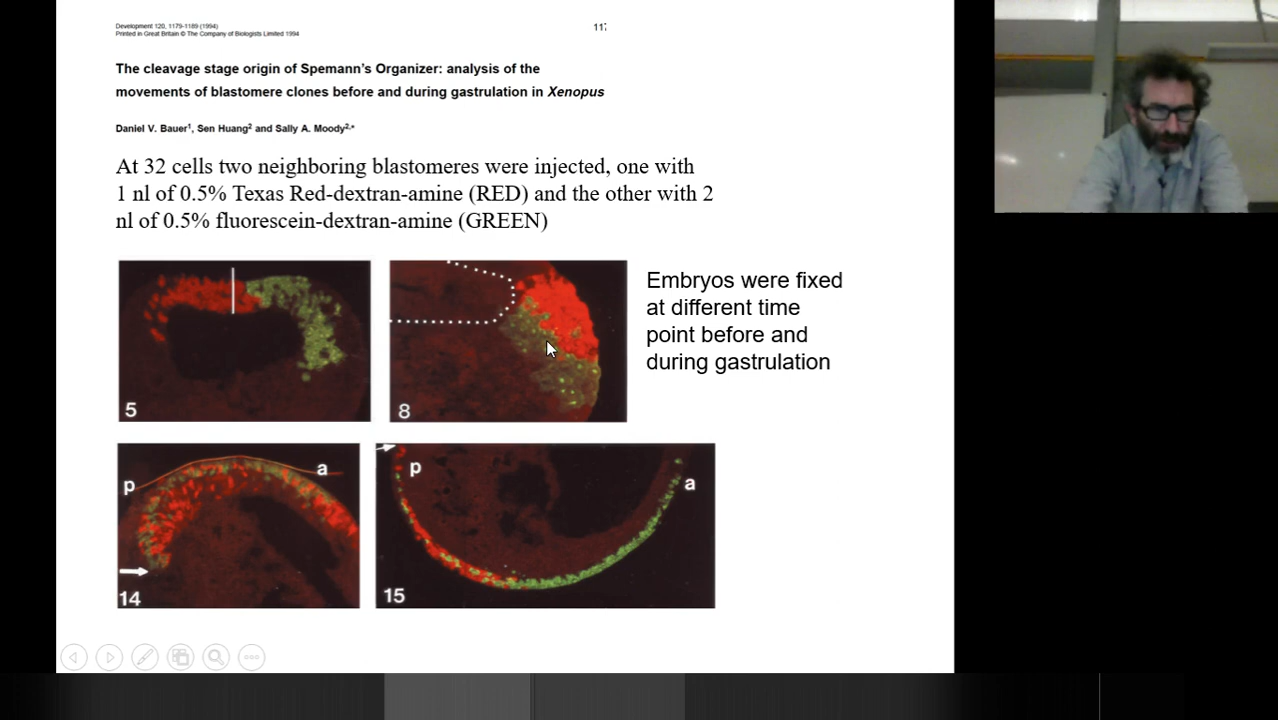 Development 120, 1179-1189 (1994)
Printed in Great Britain © The Company of Biologists Limited 1994
117
The cleavage stage origin of Spemann's Organizer: analysis of the
movements of blastomere clones before and during gastrulation in Xenopus
Daniel V. Bauer1, Sen Huang2 and Sally A. Moody2,*
At 32 cells two neighboring blastomeres were injected, one with
1 nl of 0.5% Texas Red-dextran-amine (RED) and the other with 2
nl of 0.5% fluorescein-dextran-amine (GREEN)
5
8
Embryos were fixed
at different time
point before and
during gastrulation
p
a
14
p
a
15